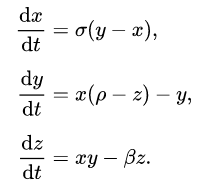 dx/dt = σ(y − x),
dy/dt = x(ρ − z) − y,
dz/dt = xy − βz.